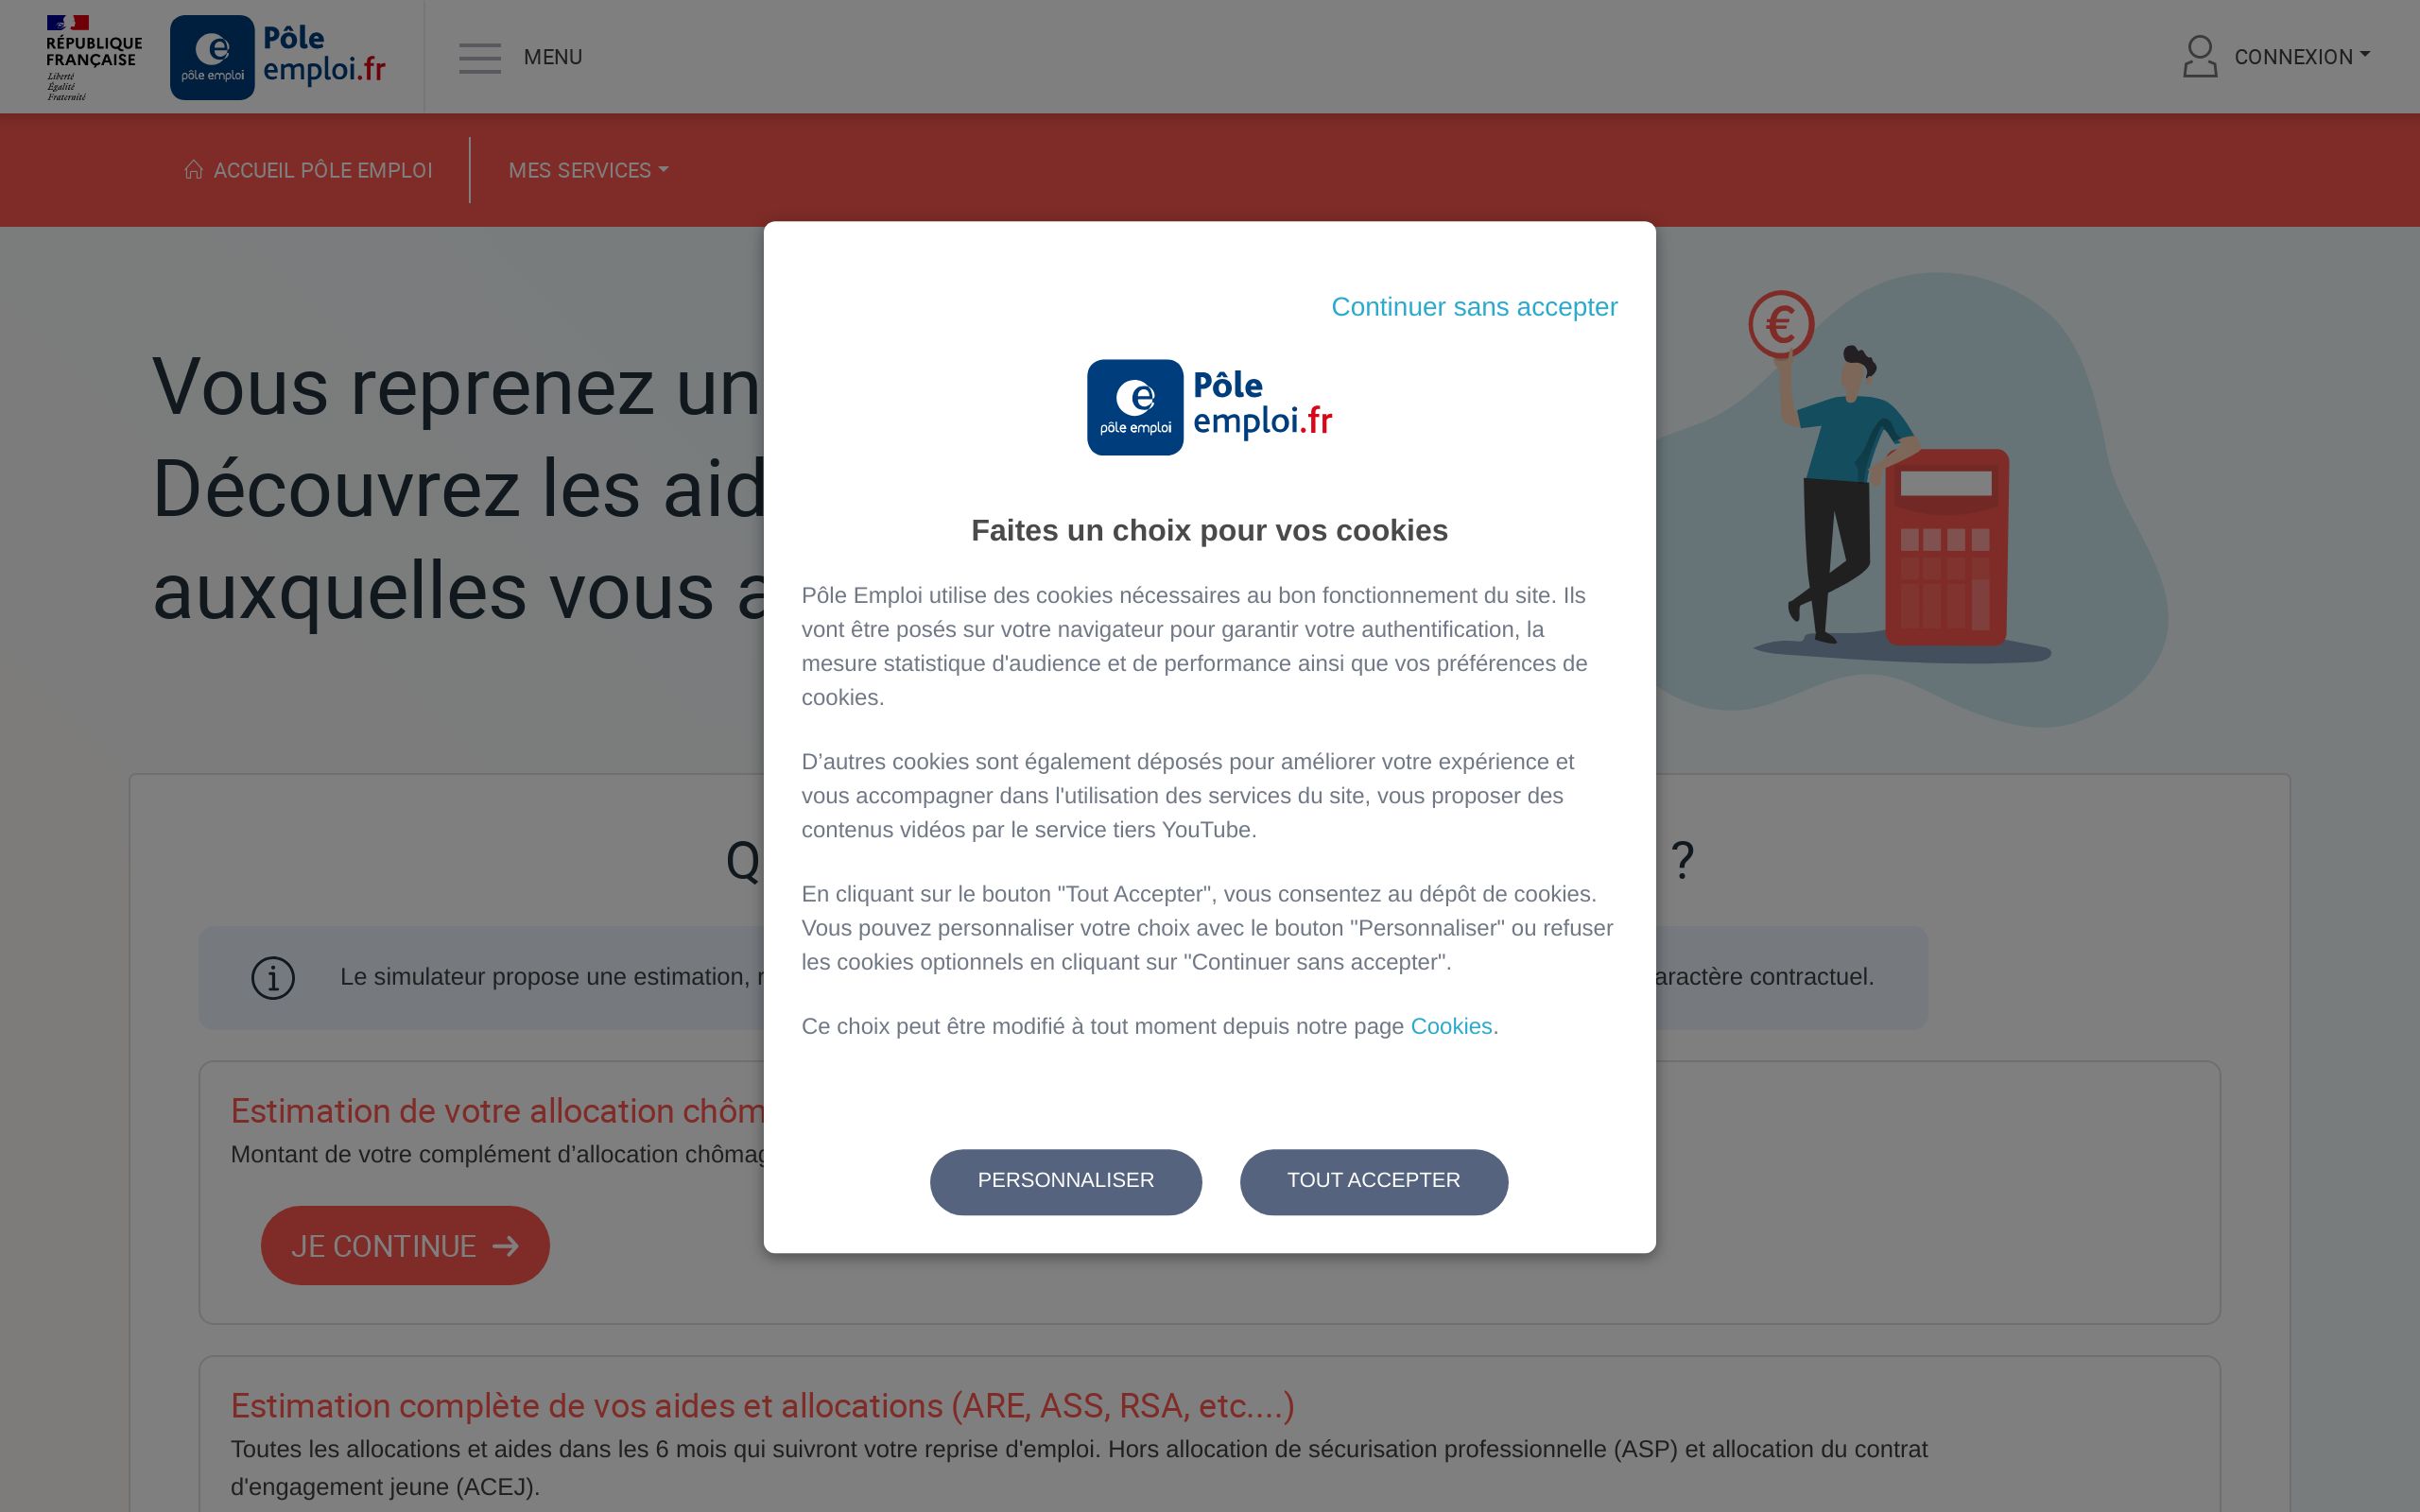 RÉPUBLIQUE
FRANÇAISE
Liberté
Égalité
Fraternité
pôle emploi
Pôle
emploi.fr
MENU
CONNEXION
ACCUEIL PÔLE EMPLOI
MES SERVICES
Vous reprenez un
Découvrez les aid
auxquelles vous a
€
Continuer sans accepter
pôle emploi
Pôle
emploi.fr
Faites un choix pour vos cookies
Pôle Emploi utilise des cookies nécessaires au bon fonctionnement du site. Ils
vont être posés sur votre navigateur pour garantir votre authentification, la
mesure statistique d'audience et de performance ainsi que vos préférences de
cookies.
D’autres cookies sont également déposés pour améliorer votre expérience et
vous accompagner dans l'utilisation des services du site, vous proposer des
contenus vidéos par le service tiers YouTube.
En cliquant sur le bouton "Tout Accepter", vous consentez au dépôt de cookies.
Vous pouvez personnaliser votre choix avec le bouton "Personnaliser" ou refuser
les cookies optionnels en cliquant sur "Continuer sans accepter".
Ce choix peut être modifié à tout moment depuis notre page Cookies.
PERSONNALISER
TOUT ACCEPTER
Q ?
Le simulateur propose une estimation, aractère contractuel.
Estimation de votre allocation chôm
Montant de votre complément d’allocation chômag
JE CONTINUE
Estimation complète de vos aides et allocations (ARE, ASS, RSA, etc....)
Toutes les allocations et aides dans les 6 mois qui suivront votre reprise d'emploi. Hors allocation de sécurisation professionnelle (ASP) et allocation du contrat
d'engagement jeune (ACEJ).